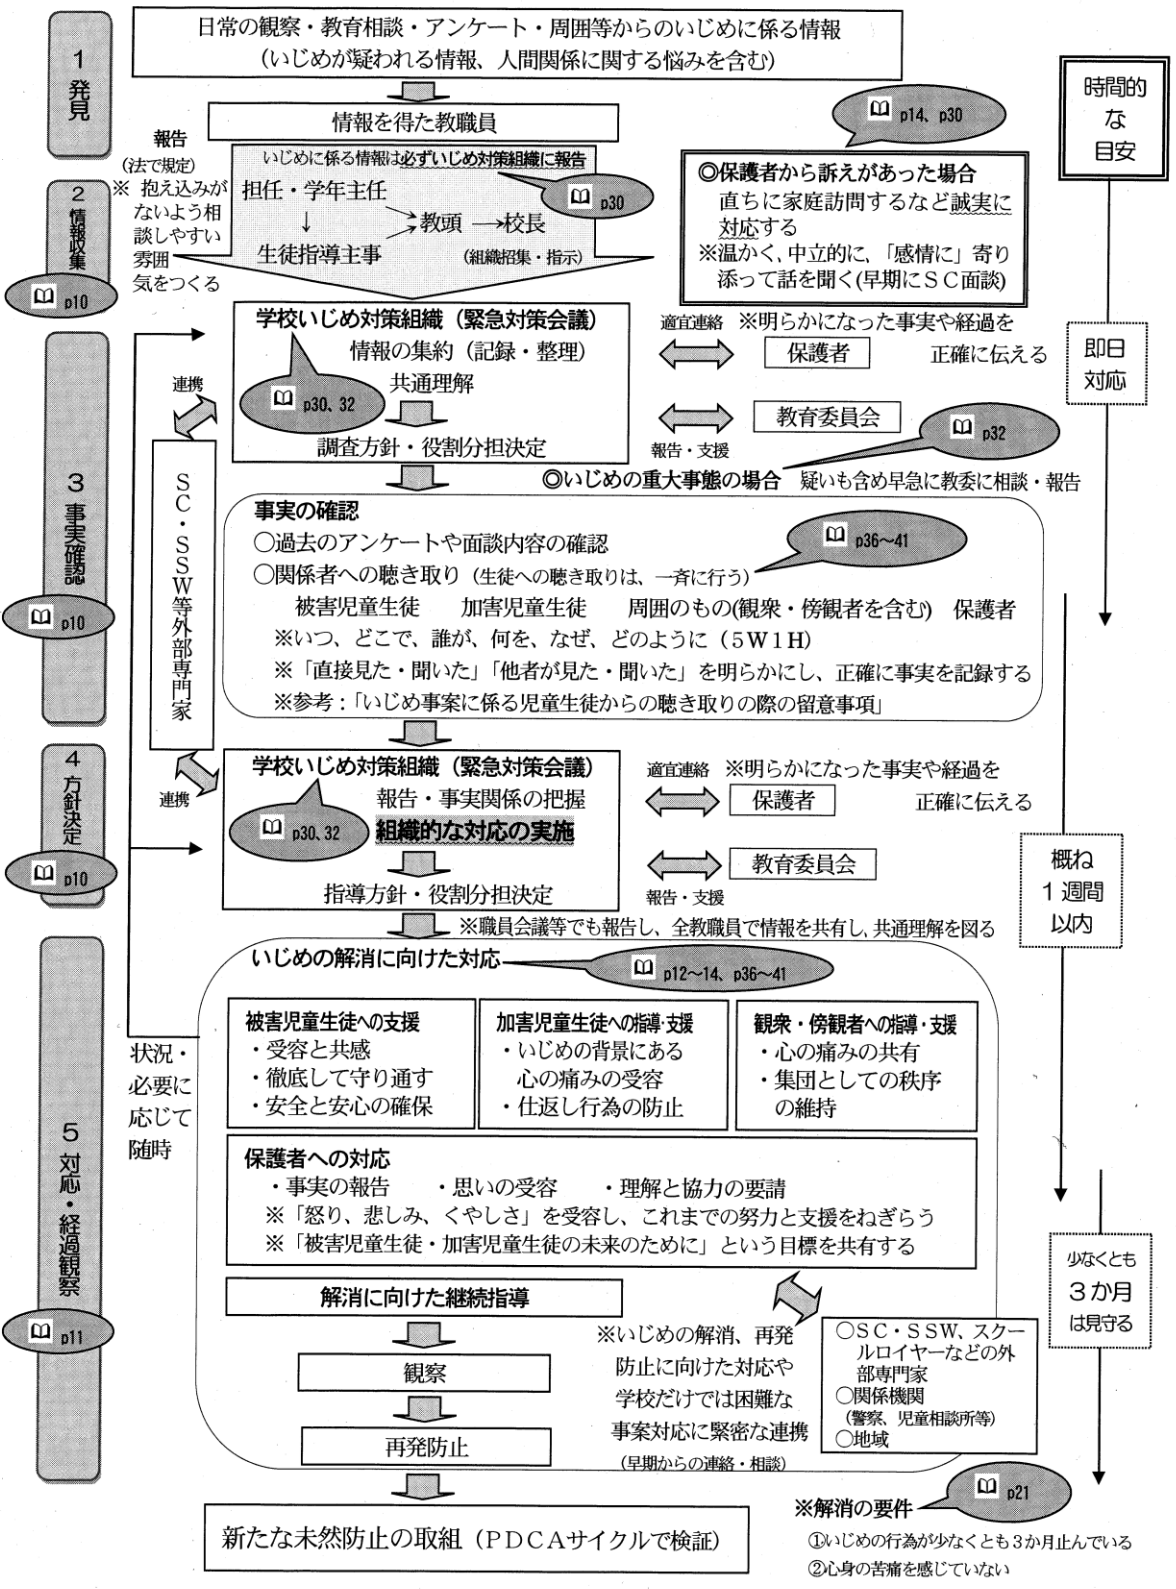 1 発見
日常の観察・教育相談・アンケート・周囲等からのいじめに係る情報
(いじめが疑われる情報、人間関係に関する悩みを含む)
時間的
な
目安
情報を得た教職員
p14、p30
報告
(法で規定)
※ 抱え込みが
ないよう相
談しやすい
雰囲
気をつくる
2 情報収集
p10
いじめに係る情報は必ずいじめ対策組織に報告
担任・学年主任
↓
生徒指導主事
教頭→校長
(組織招集・指示)
p30
◎保護者から訴えがあった場合
直ちに家庭訪問するなど誠実に
対応する
※温かく、中立的に、「感情に」寄り
添って話を聞く(早期にSC面談)
学校いじめ対策組織（緊急対策会議）
情報の集約（記録・整理）
共通理解
p30、32
調査方針・役割分担決定
適宜連絡 ※明らかになった事実や経過を
保護者 正確に伝える
教育委員会
報告・支援
p32
即日
対応
連携
◎いじめの重大事態の場合 疑いも含め早急に教委に相談・報告
3 事実確認
p10
SC・SSW等外部専門家
事実の確認
○過去のアンケートや面談内容の確認
p36～41
○関係者への聴き取り（生徒への聴き取りは、一斉に行う）
被害児童生徒 加害児童生徒 周囲のもの(観衆・傍観者を含む) 保護者
※いつ、どこで、誰が、何を、なぜ、どのように（5W1H）
※「直接見た・聞いた」「他者が見た・聞いた」を明らかにし、正確に事実を記録する
※参考：「いじめ事案に係る児童生徒からの聴き取りの際の留意事項」
4 方針決定
p10
連携
学校いじめ対策組織（緊急対策会議）
報告・事実関係の把握
p30、32
組織的な対応の実施
指導方針・役割分担決定
適宜連絡 ※明らかになった事実や経過を
保護者 正確に伝える
教育委員会
報告・支援
概ね
1週間
以内
※職員会議等でも報告し、全教職員で情報を共有し、共通理解を図る
5 対応・経過観察
p11
状況・
必要に
応じて
随時
いじめの解消に向けた対応
p12～14、p36～41
被害児童生徒への支援
・受容と共感
・徹底して守り通す
・安全と安心の確保
加害児童生徒への指導・支援
・いじめの背景にある
心の痛みの受容
・仕返し行為の防止
観衆・傍観者への指導・支援
・心の痛みの共有
・集団としての秩序
の維持
保護者への対応
・事実の報告 ・思いの受容 ・理解と協力の要請
※「怒り、悲しみ、くやしさ」を受容し、これまでの努力と支援をねぎらう
※「被害児童生徒・加害児童生徒の未来のために」という目標を共有する
少なくとも
3か月
は見守る
解消に向けた継続指導
観察
再発防止
※いじめの解消、再発
防止に向けた対応や
学校だけでは困難な
事案対応に緊密な連携
(早期からの連絡・相談)
○SC・SSW、スクー
ルロイヤーなどの外
部専門家
○関係機関
(警察、児童相談所等)
○地域
新たな未然防止の取組（PDCAサイクルで検証）
※解消の要件
p21
①いじめの行為が少なくとも3か月止んでいる
②心身の苦痛を感じていない